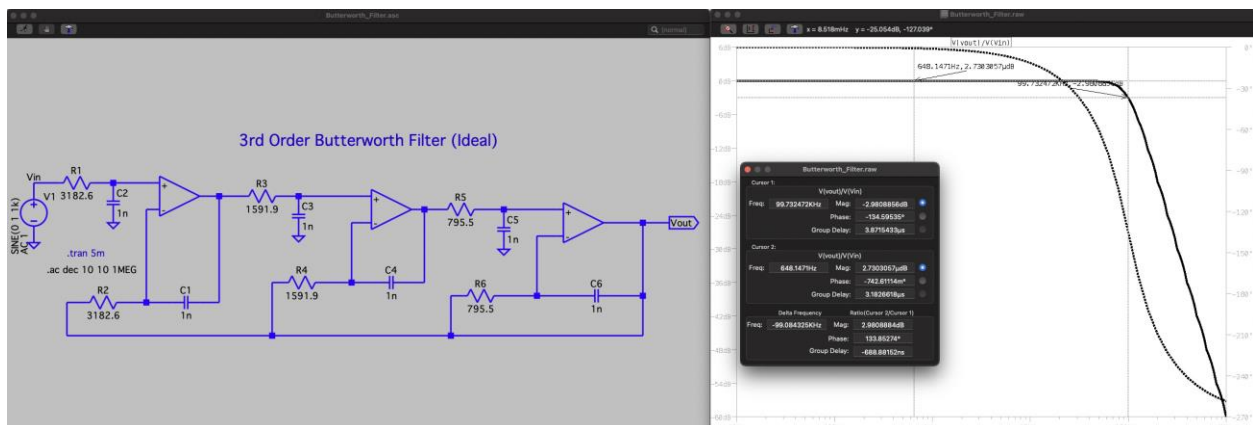 Butterworth_Filter.asc
(normal)
3rd Order Butterworth Filter (Ideal)
Vin
R1
3182.6
V1
SINE(0 1 1k)
AC 1
C2
1n
+
-
R3
1591.9
C3
1n
+
-
R5
795.5
C5
1n
+
-
Vout
.tran 5m
.ac dec 10 10 1MEG
R2
3182.6
C1
1n
R4
1591.9
C4
1n
R6
795.5
C6
1n
Butterworth_Filter.raw
x = 8.518mHz y = -25.054dB, -127.039°
V(vout)/V(Vin)
6dB
0dB
-6dB
-12dB
-18dB
-24dB
-30dB
-36dB
-42dB
-48dB
-54dB
-60dB
0°
-30°
-60°
-90°
-120°
-150°
-180°
-210°
-240°
-270°
648.1471Hz,2.7303057µdB
99.732472KHz,-2.9808856dB
Butterworth_Filter.raw
Cursor 1:
V(vout)/V(Vin)
Freq: 99.732472KHz Mag: -2.9808856dB
Phase: -134.59535°
Group Delay: 3.8715433µs
Cursor 2:
V(vout)/V(Vin)
Freq: 648.1471Hz Mag: 2.7303057µdB
Phase: -742.61114m°
Group Delay: 3.1826618µs
Delta Frequency Ratio(Cursor 2/Cursor 1)
Freq: -99.084325KHz Mag: 2.9808884dB
Phase: 133.85274°
Group Delay: -688.88152ns